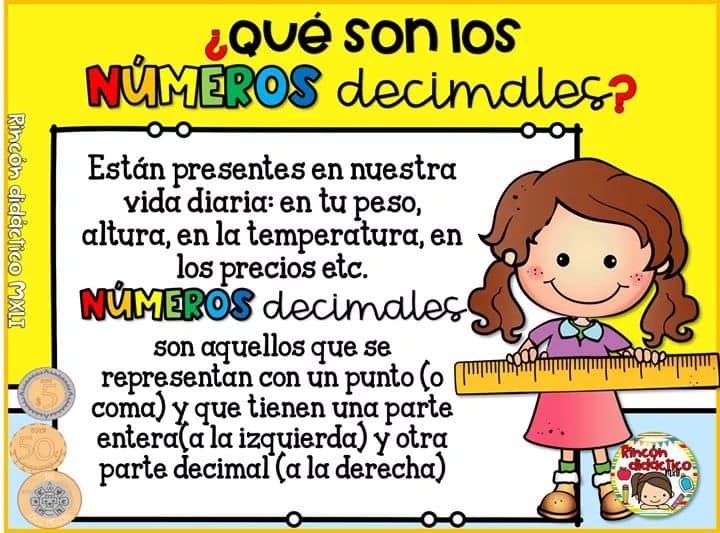 ¿Qué son los
NÚMEROS decimales?
Rincón didáctico MXLI
Están presentes en nuestra
vida diaria: en tu peso,
altura, en la temperatura, en
los precios etc.
NÚMEROS decimales
son aquellos que se
representan con un punto (o
coma) y que tienen una parte
entera(a la izquierda) y otra
parte decimal (a la derecha)
$5
50
Rincón
didáctico